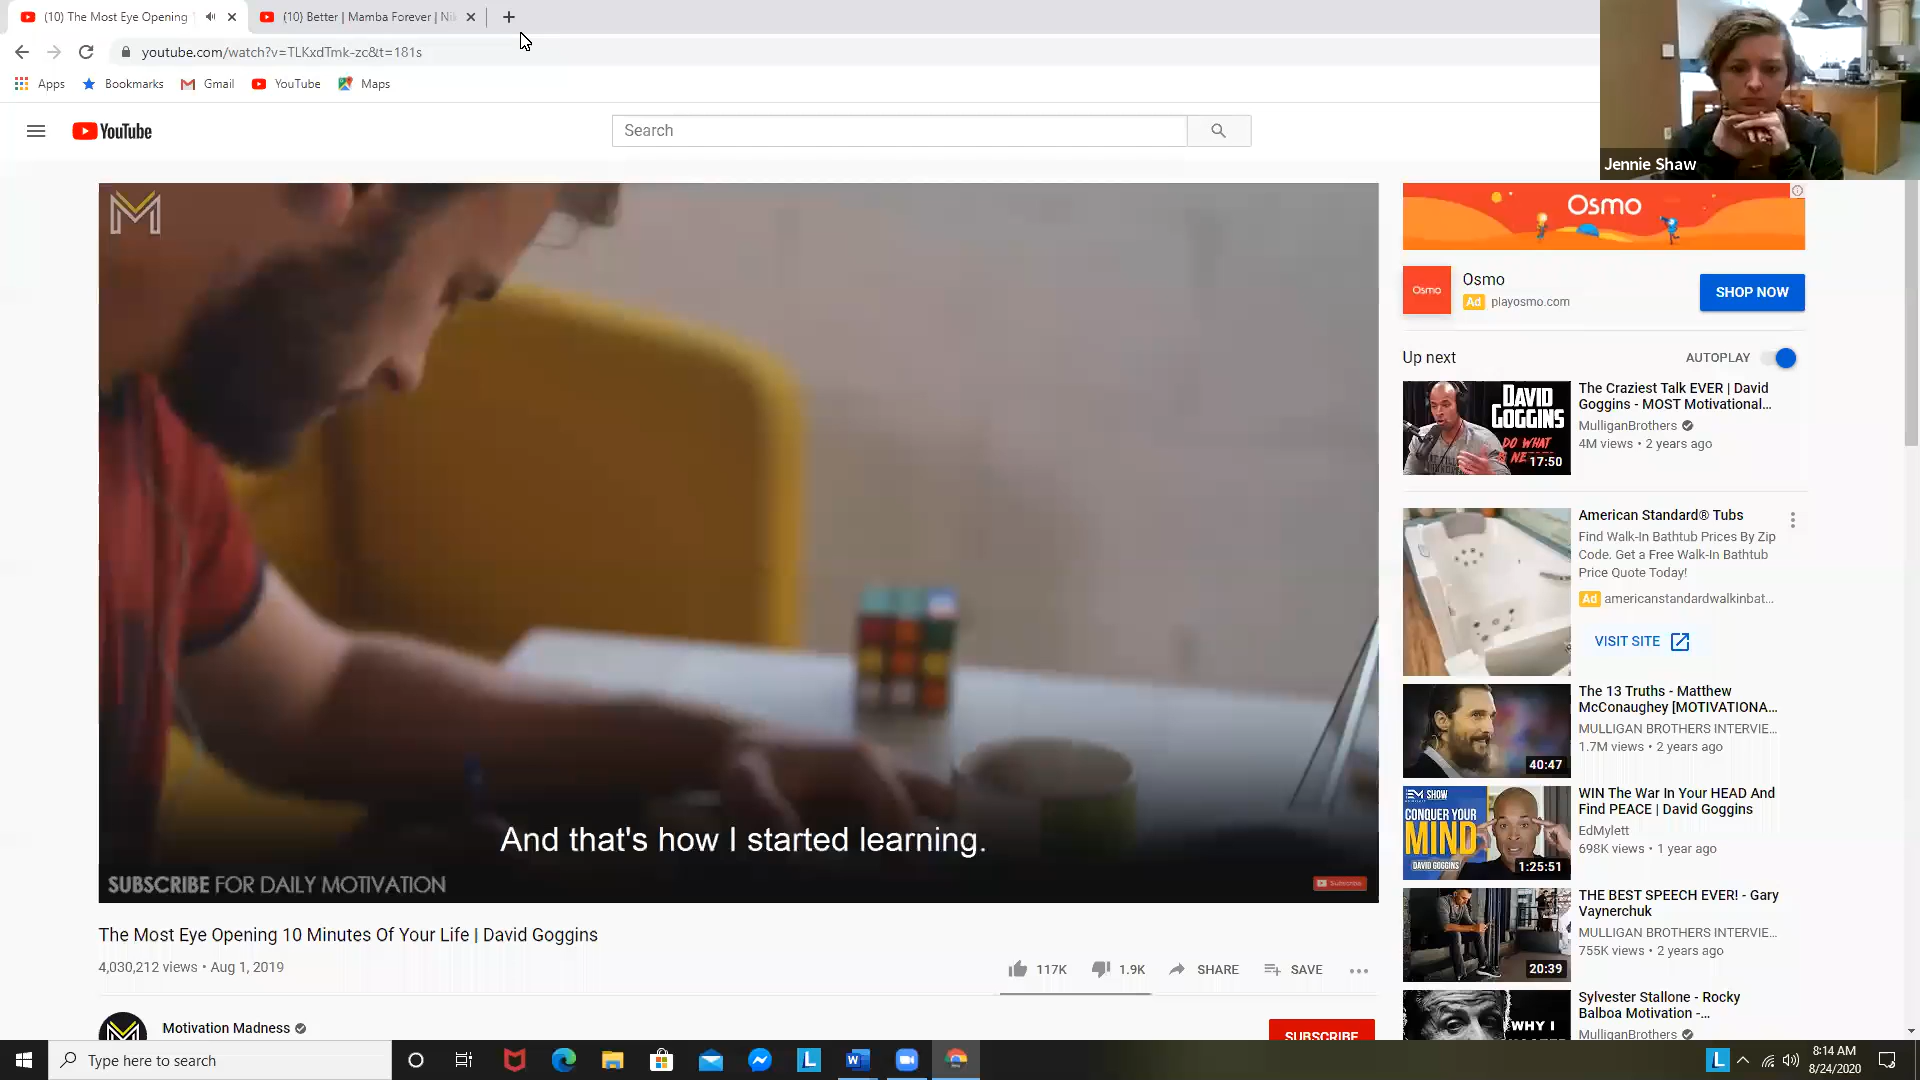 (10) The Most Eye Opening
(10) Better | Mamba Forever | Ni
youtube.com/watch?v=TLKxdTmk-zc&t=181s
Apps
Bookmarks
Gmail
YouTube
Maps
YouTube
Search
Jennie Shaw
And that's how I started learning.
SUBSCRIBE FOR DAILY MOTIVATION
Subscribe
The Most Eye Opening 10 Minutes Of Your Life | David Goggins
4,030,212 views • Aug 1, 2019
117K
1.9K
SHARE
SAVE
Motivation Madness
SUBSCRIBE
Osmo
Osmo
Osmo
Ad playosmo.com
SHOP NOW
Up next
AUTOPLAY
DAVID
GOGGINS
DO WHAT
17:50
The Craziest Talk EVER | David
Goggins - MOST Motivational...
MulliganBrothers
4M views • 2 years ago
American Standard® Tubs
Find Walk-In Bathtub Prices By Zip
Code. Get a Free Walk-In Bathtub
Price Quote Today!
Ad americanstandardwalkinbat...
VISIT SITE
40:47
The 13 Truths - Matthew
McConaughey [MOTIVATIONA...
MULLIGAN BROTHERS INTERVIE...
1.7M views • 2 years ago
EM SHOW
CONQUER YOUR
MIND
DAVID GOGGINS
1:25:51
WIN The War In Your HEAD And
Find PEACE | David Goggins
EdMylett
698K views • 1 year ago
20:39
THE BEST SPEECH EVER! - Gary
Vaynerchuk
MULLIGAN BROTHERS INTERVIE...
755K views • 2 years ago
WHY I
Sylvester Stallone - Rocky
Balboa Motivation -...
MulliganBrothers
Type here to search
L
W
L
8:14 AM
8/24/2020